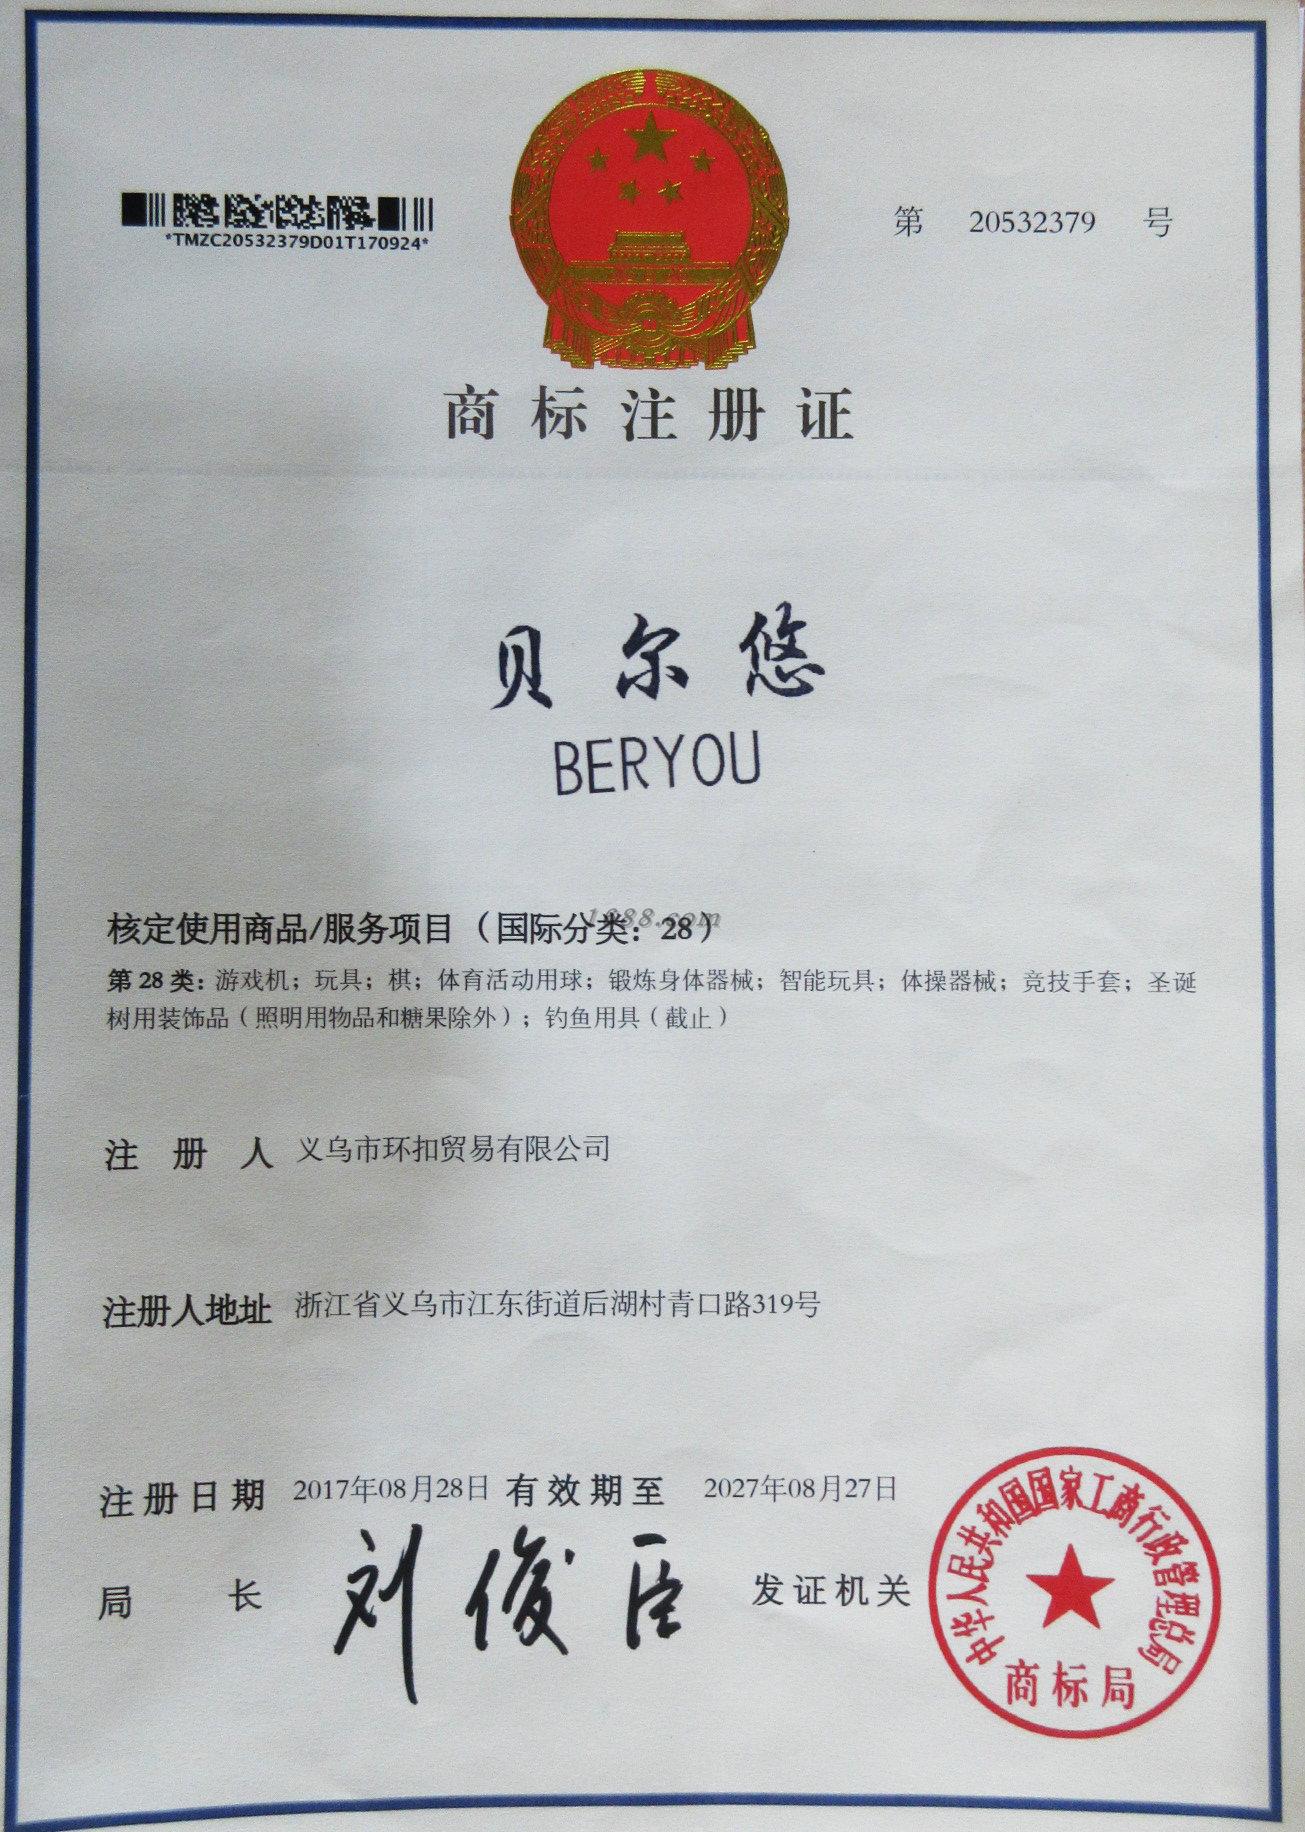 *TMZC20532379D01T170924*
第 20532379 号
商标注册证
贝尔悠
BERYOU
核定使用商品/服务项目（国际分类：28）
第 28 类：游戏机；玩具；棋；体育活动用球；锻炼身体器械；智能玩具；体操器械；竞技手套；圣诞
树用装饰品（照明用物品和糖果除外）；钓鱼用具（截止）
注册人 义乌市环扣贸易有限公司
注册人地址 浙江省义乌市江东街道后湖村青口路319号
注册日期 2017年08月28日 有效期至 2027年08月27日
局长 刘俊臣 发证机关
中华人民共和国国家工商行政管理总局
商标局